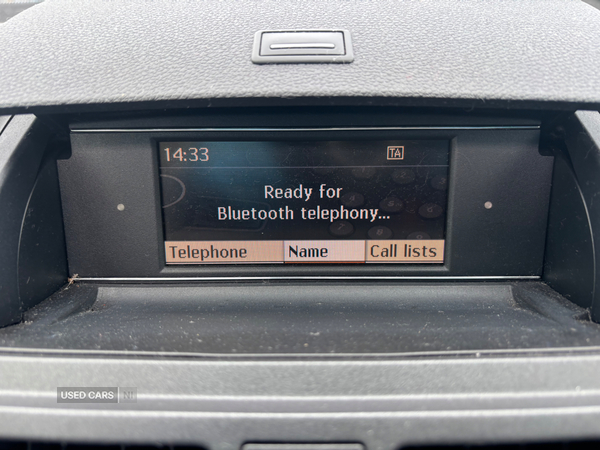 14:33 TA
Ready for
Bluetooth telephony...
Telephone Name Call lists
USED CARS NI